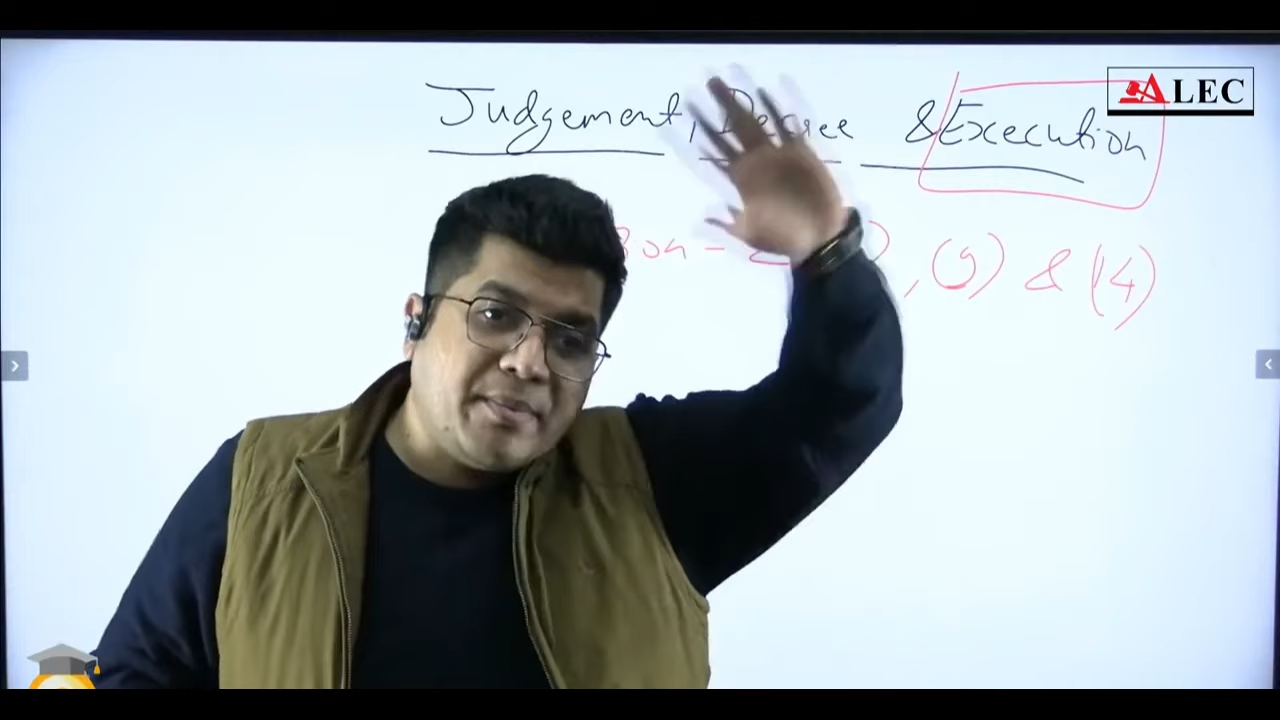 ALEC
Judgement, Decree & Execution
, (9) & (14)